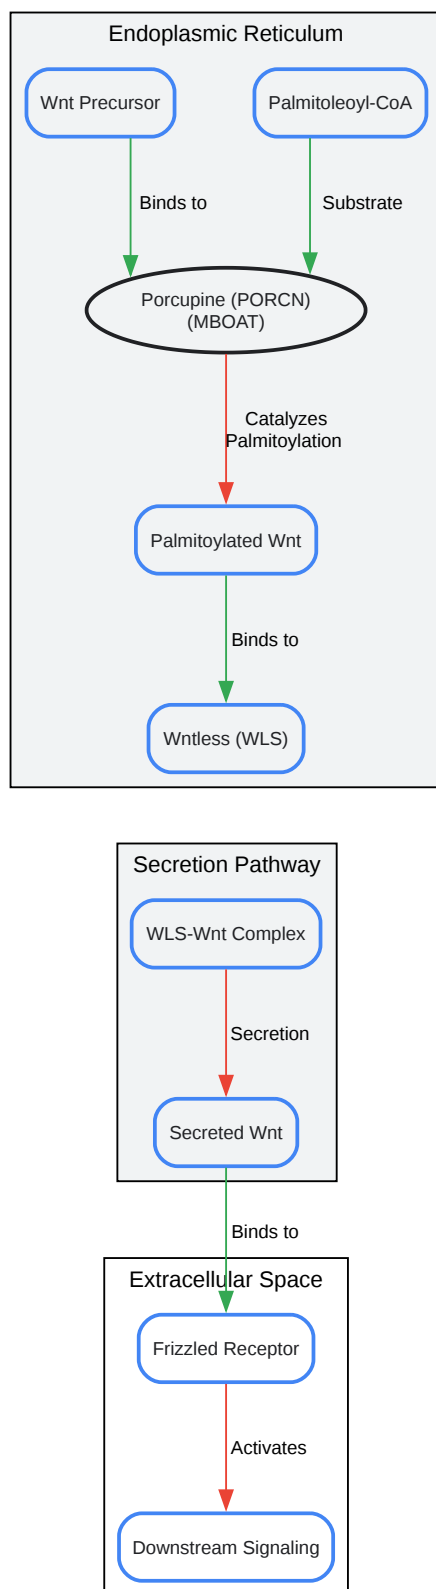 Endoplasmic Reticulum
Wnt Precursor
Palmitoleoyl-CoA
Binds to
Substrate
Porcupine (PORCN)
(MBOAT)
Catalyzes
Palmitoylation
Palmitoylated Wnt
Binds to
Wntless (WLS)
Secretion Pathway
WLS-Wnt Complex
Secretion
Secreted Wnt
Binds to
Extracellular Space
Frizzled Receptor
Activates
Downstream Signaling